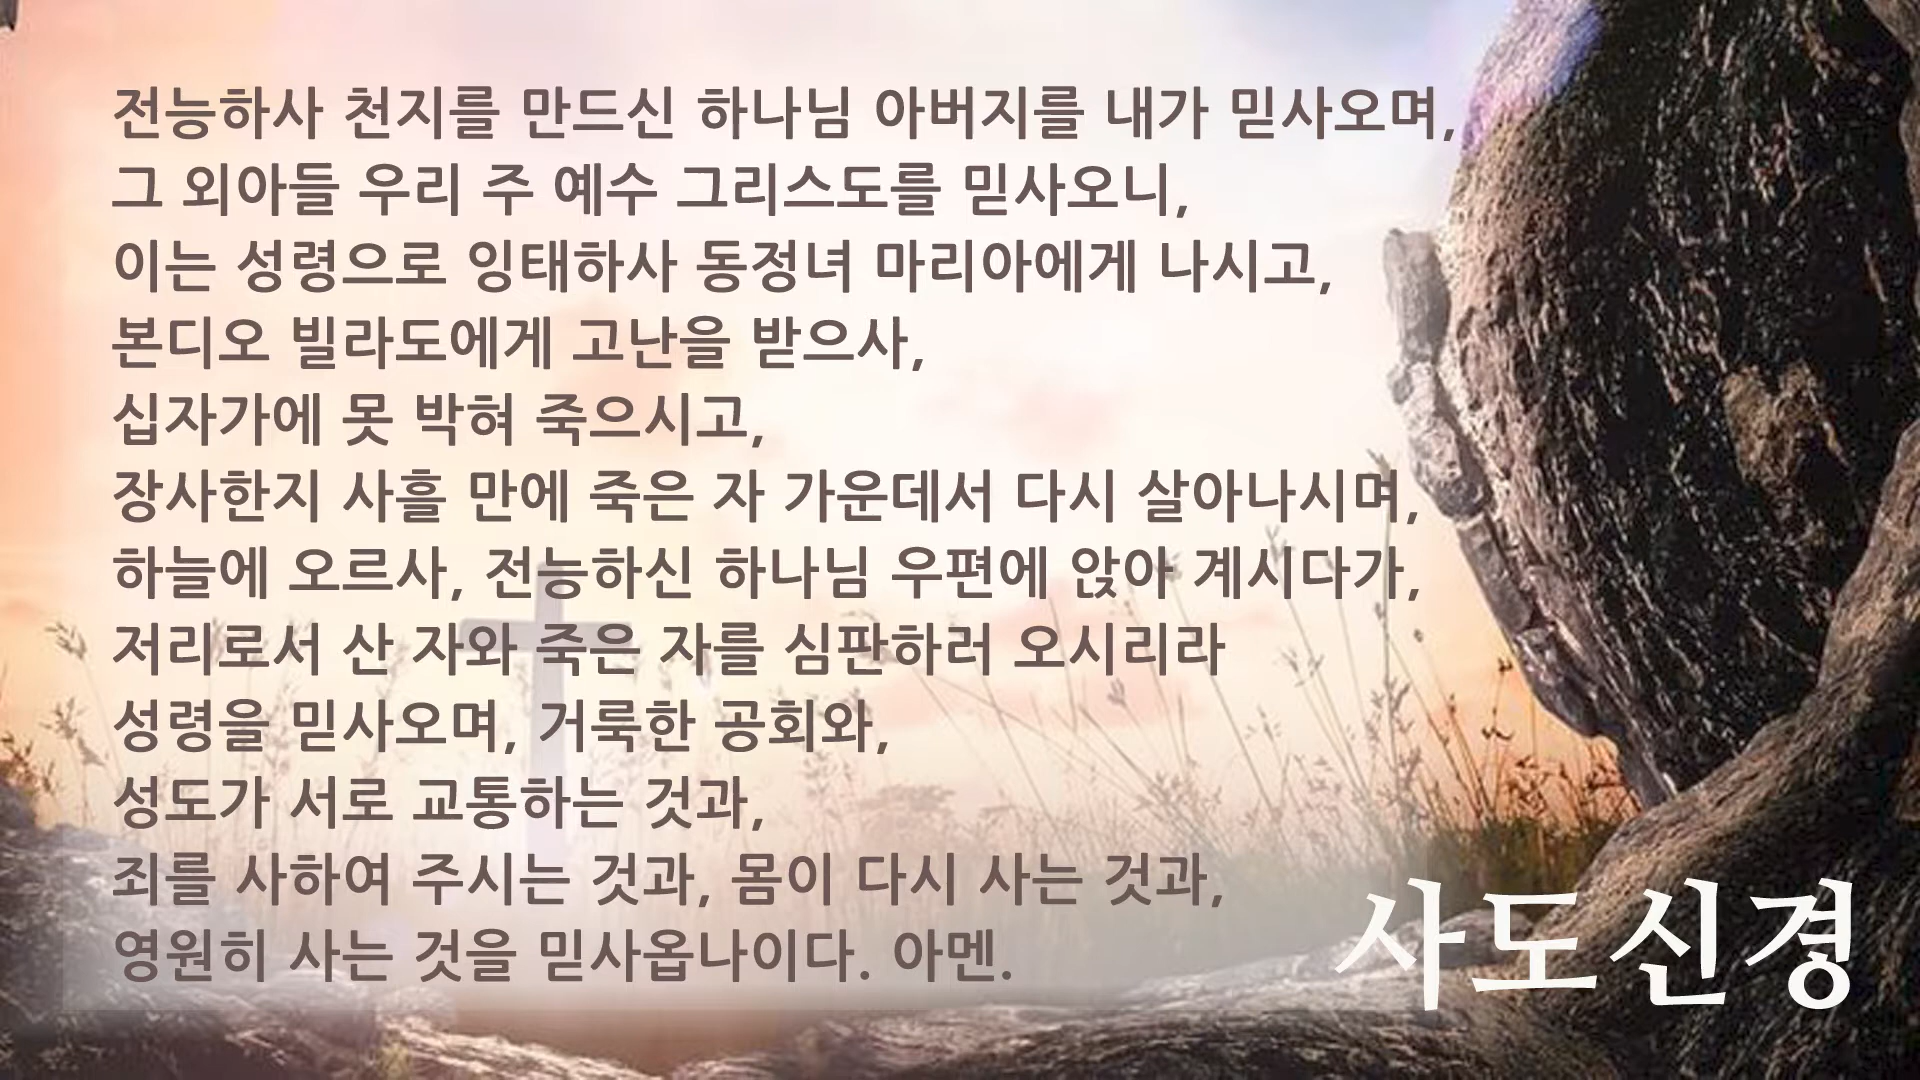 전능하사 천지를 만드신 하나님 아버지를 내가 믿사오며,
그 외아들 우리 주 예수 그리스도를 믿사오니,
이는 성령으로 잉태하사 동정녀 마리아에게 나시고,
본디오 빌라도에게 고난을 받으사,
십자가에 못 박혀 죽으시고,
장사한지 사흘 만에 죽은 자 가운데서 다시 살아나시며,
하늘에 오르사, 전능하신 하나님 우편에 앉아 계시다가,
저리로서 산 자와 죽은 자를 심판하러 오시리라
성령을 믿사오며, 거룩한 공회와,
성도가 서로 교통하는 것과,
죄를 사하여 주시는 것과, 몸이 다시 사는 것과,
영원히 사는 것을 믿사옵나이다. 아멘.
사도신경